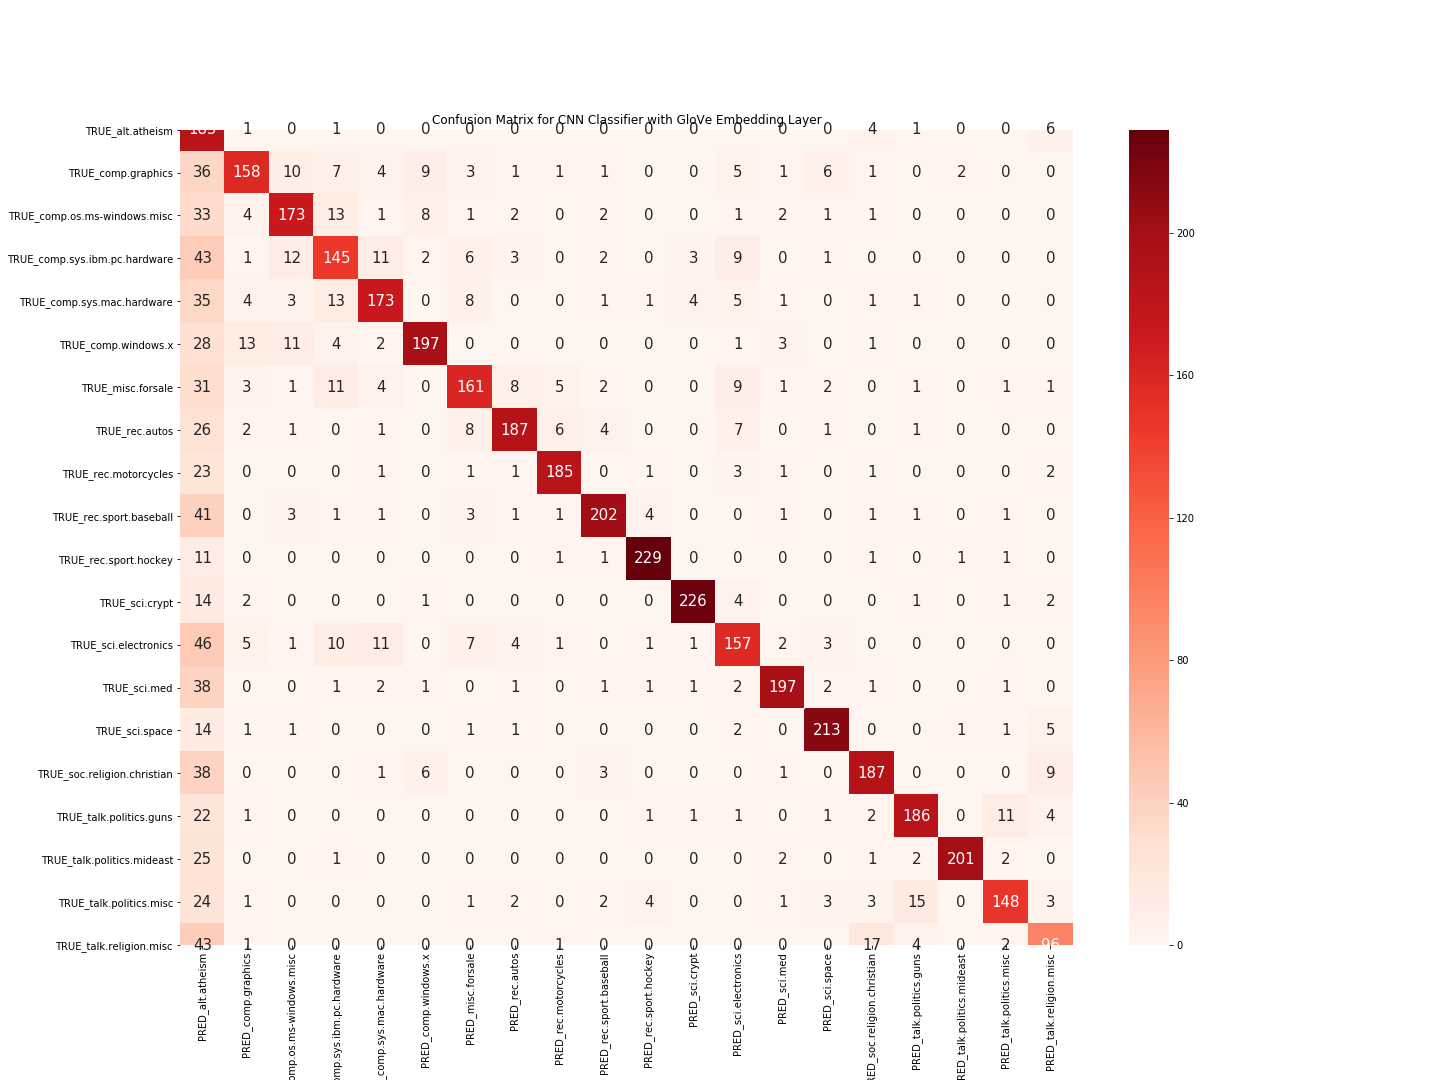 Confusion Matrix for CNN Classifier with GloVe Embedding Layer
TRUE_alt.atheism 1 0 1 0 0 0 0 0 0 0 0 0 0 0 4 1 0 0 6
TRUE_comp.graphics 36 158 10 7 4 9 3 1 1 1 0 0 5 1 6 1 0 2 0 0
TRUE_comp.os.ms-windows.misc 33 4 173 13 1 8 1 2 0 2 0 0 1 2 1 1 0 0 0 0
TRUE_comp.sys.ibm.pc.hardware 43 1 12 145 11 2 6 3 0 2 0 3 9 0 1 0 0 0 0 0
TRUE_comp.sys.mac.hardware 35 4 3 13 173 0 8 0 0 1 1 4 5 1 0 1 1 0 0 0
TRUE_comp.windows.x 28 13 11 4 2 197 0 0 0 0 0 0 1 3 0 1 0 0 0 0
TRUE_misc.forsale 31 3 1 11 4 0 161 8 5 2 0 0 9 1 2 0 1 0 1 1
TRUE_rec.autos 26 2 1 0 1 0 8 187 6 4 0 0 7 0 1 0 1 0 0 0
TRUE_rec.motorcycles 23 0 0 0 1 0 1 1 185 0 1 0 3 1 0 1 0 0 0 2
TRUE_rec.sport.baseball 41 0 3 1 1 0 3 1 1 202 4 0 0 1 0 1 1 0 1 0
TRUE_rec.sport.hockey 11 0 0 0 0 0 0 0 1 1 229 0 0 0 0 1 0 1 1 0
TRUE_sci.crypt 14 2 0 0 0 1 0 0 0 0 0 226 4 0 0 0 1 0 1 2
TRUE_sci.electronics 46 5 1 10 11 0 7 4 1 0 1 1 157 2 3 0 0 0 0 0
TRUE_sci.med 38 0 0 1 2 1 0 1 0 1 1 1 2 197 2 1 0 0 1 0
TRUE_sci.space 14 1 1 0 0 0 1 1 0 0 0 0 2 0 213 0 0 1 1 5
TRUE_soc.religion.christian 38 0 0 0 1 6 0 0 0 3 0 0 0 1 0 187 0 0 0 9
TRUE_talk.politics.guns 22 1 0 0 0 0 0 0 0 0 1 1 1 0 1 2 186 0 11 4
TRUE_talk.politics.mideast 25 0 0 1 0 0 0 0 0 0 0 0 0 2 0 1 2 201 2 0
TRUE_talk.politics.misc 24 1 0 0 0 0 1 2 0 2 4 0 0 1 3 3 15 0 148 3
TRUE_talk.religion.misc 43 1 0 0 0 0 0 0 1 0 0 0 0 0 0 17 4 0 2 96
PRED_alt.atheism
PRED_comp.graphics
omp.os.ms-windows.misc
omp.sys.ibm.pc.hardware
_comp.sys.mac.hardware
PRED_comp.windows.x
PRED_misc.forsale
PRED_rec.autos
PRED_rec.motorcycles
PRED_rec.sport.baseball
PRED_rec.sport.hockey
PRED_sci.crypt
PRED_sci.electronics
PRED_sci.med
PRED_sci.space
RED_soc.religion.christian
PRED_talk.politics.guns
PRED_talk.politics.mideast
PRED_talk.politics.misc
PRED_talk.religion.misc
200
160
120
80
40
0